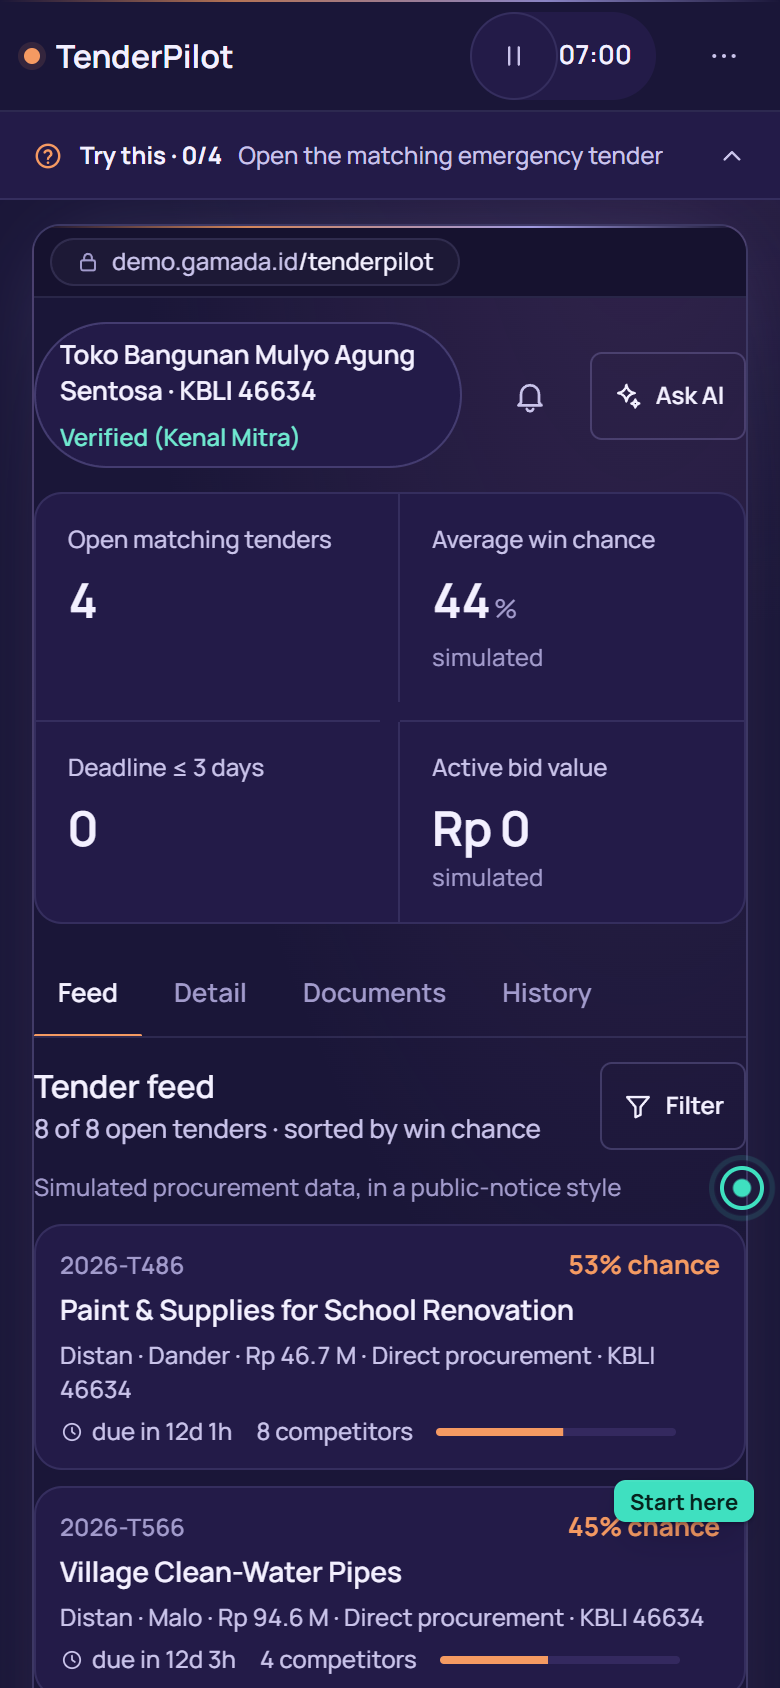 TenderPilot
07:00
Try this · 0/4 Open the matching emergency tender
demo.gamada.id/tenderpilot
Toko Bangunan Mulyo Agung
Sentosa · KBLI 46634
Verified (Kenal Mitra)
Ask AI
Open matching tenders
4
Average win chance
44%
simulated
Deadline ≤ 3 days
0
Active bid value
Rp 0
simulated
Feed Detail Documents History
Tender feed
8 of 8 open tenders · sorted by win chance
Filter
Simulated procurement data, in a public-notice style
2026-T486 53% chance
Paint & Supplies for School Renovation
Distan · Dander · Rp 46.7 M · Direct procurement · KBLI
46634
due in 12d 1h 8 competitors
Start here
2026-T566 45% chance
Village Clean-Water Pipes
Distan · Malo · Rp 94.6 M · Direct procurement · KBLI 46634
due in 12d 3h 4 competitors